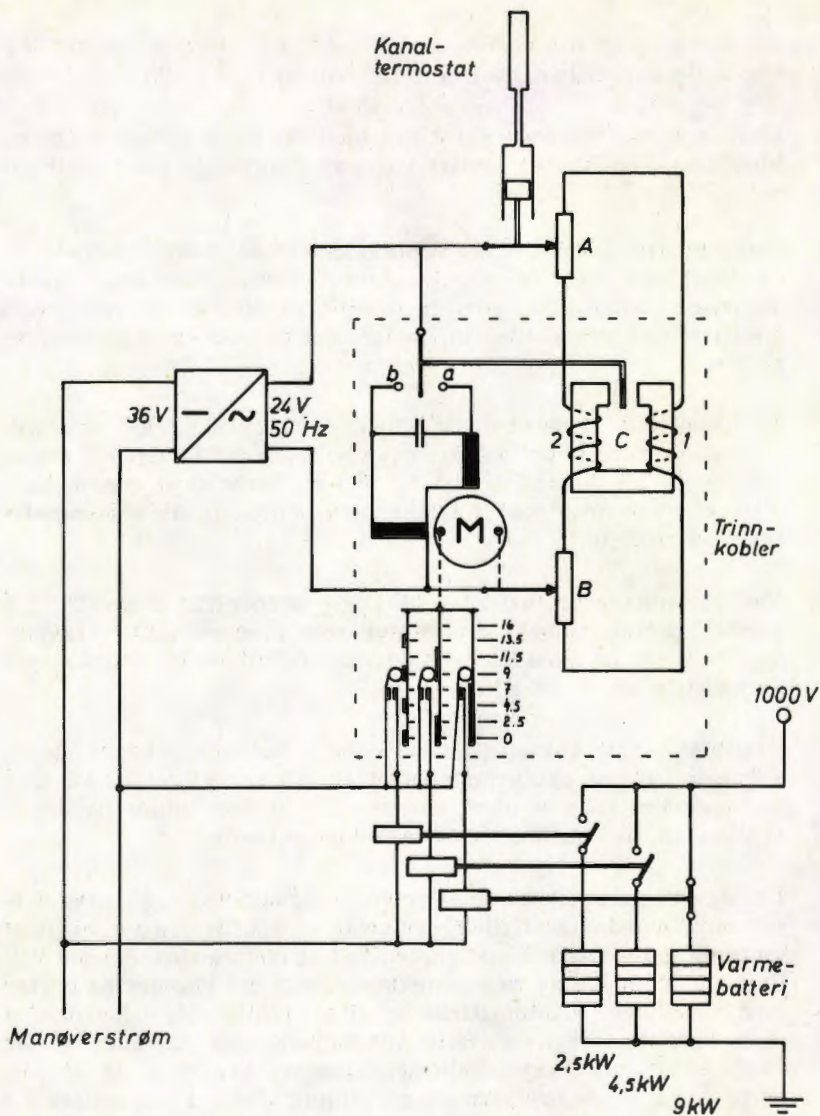 Kanal-
termostat
A
b a
36 V
24 V
50 Hz
2 C 1
M
Trinn-
kobler
B
16
13.5
11.5
9
7
4.5
2.5
0
1000 V
Varme-
batteri
Manøverstrøm
2,5kW
4,5kW
9kW